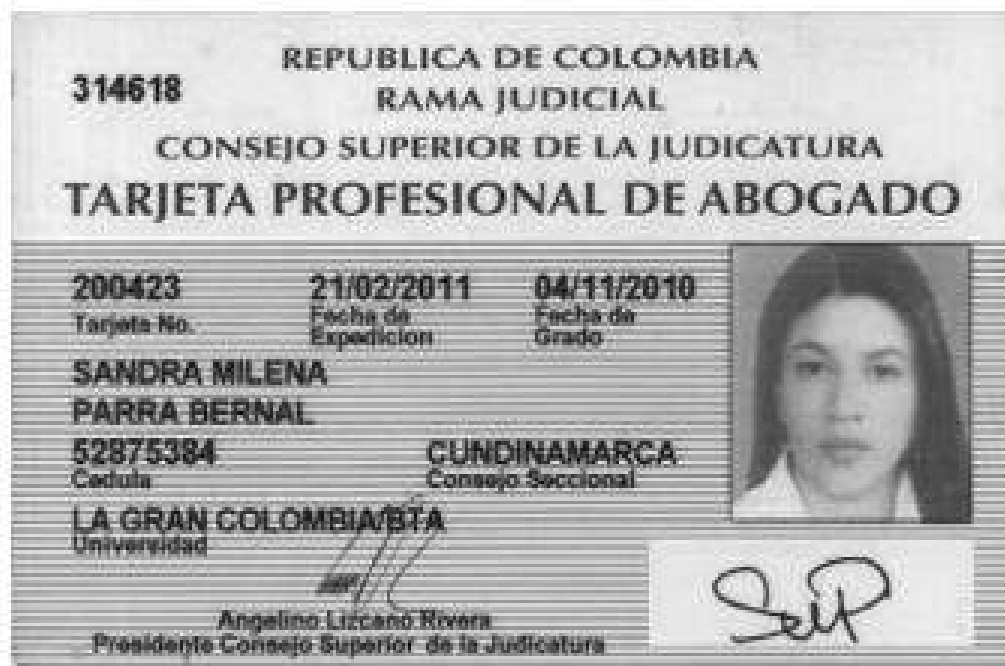 REPUBLICA DE COLOMBIA
314618
RAMA JUDICIAL
CONSEJO SUPERIOR DE LA JUDICATURA
TARJETA PROFESIONAL DE ABOGADO
200423 21/02/2011 04/11/2010
Tarjeta No. Fecha de Expedicion Fecha de Grado
SANDRA MILENA
PARRA BERNAL
52875384 CUNDINAMARCA
Cedula Consejo Seccional
LA GRAN COLOMBIA/BTA
Universidad
Angelino Lizcano Rivera
Presidente Consejo Superior de la Judicatura